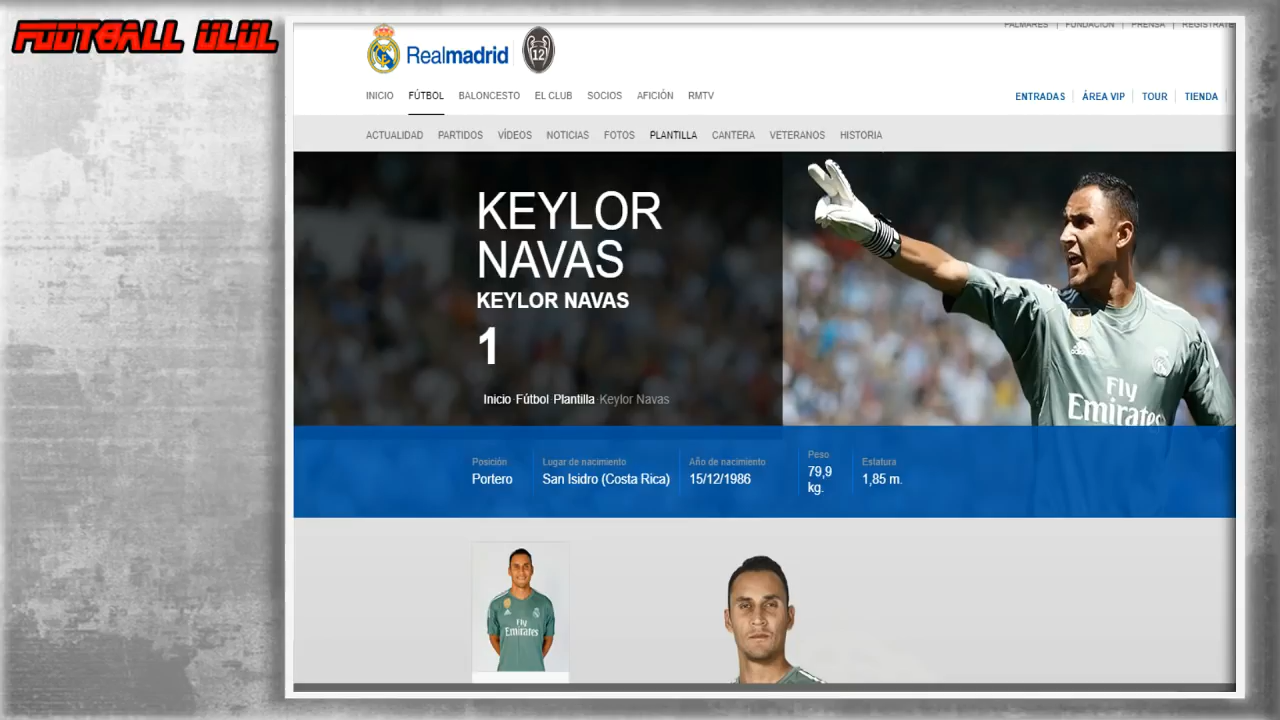 FOOTBALL ÜLÜL
PALMARÉS | FUNDACIÓN | PRENSA | REGÍSTRATE
Realmadrid 12
INICIO FÚTBOL BALONCESTO EL CLUB SOCIOS AFICIÓN RMTV
ENTRADAS ÁREA VIP TOUR TIENDA
ACTUALIDAD PARTIDOS VÍDEOS NOTICIAS FOTOS PLANTILLA CANTERA VETERANOS HISTORIA
KEYLOR
NAVAS
KEYLOR NAVAS
1
Inicio Fútbol Plantilla Keylor Navas
Fly
Emirates
Posición Lugar de nacimiento Año de nacimiento Peso Estatura
Portero San Isidro (Costa Rica) 15/12/1986 79,9 kg. 1,85 m.
Fly
Emirates